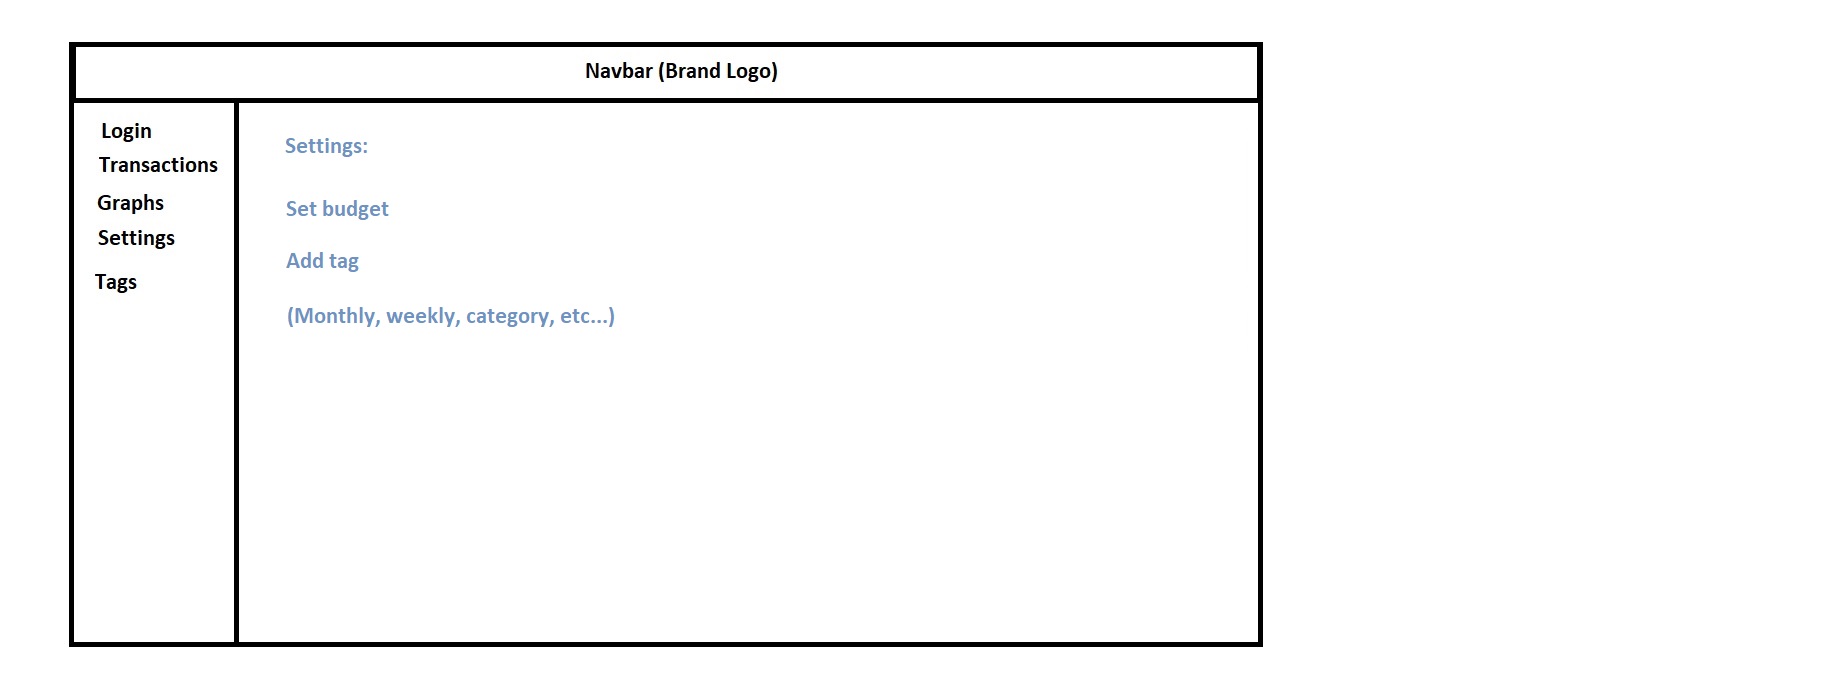 Navbar (Brand Logo)
Login
Transactions
Graphs
Settings
Tags
Settings:
Set budget
Add tag
(Monthly, weekly, category, etc...)